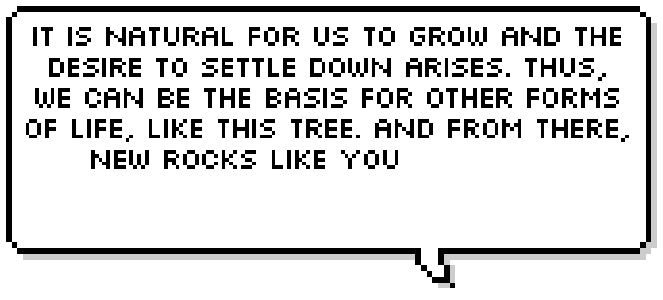 IT IS NATURAL FOR US TO GROW AND THE
DESIRE TO SETTLE DOWN ARISES. THUS,
WE CAN BE THE BASIS FOR OTHER FORMS
OF LIFE, LIKE THIS TREE. AND FROM THERE,
NEW ROCKS LIKE YOU